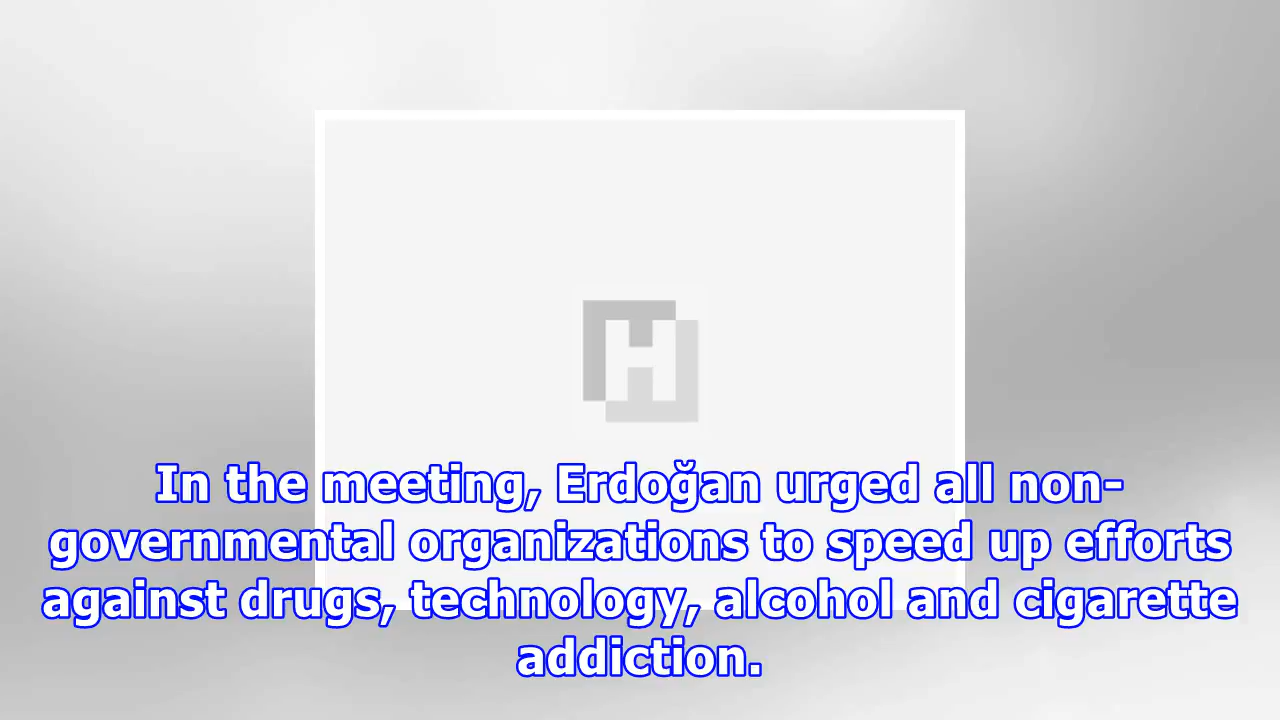 In the meeting, Erdoğan urged all non-
governmental organizations to speed up efforts
against drugs, technology, alcohol and cigarette
addiction.